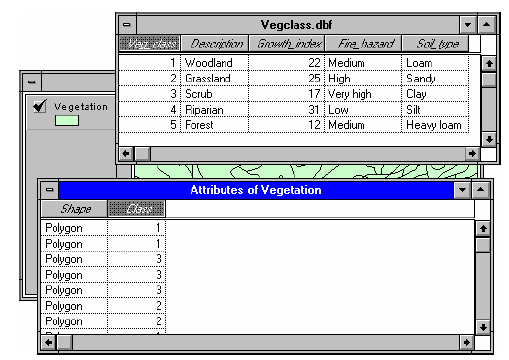 Vegclass.dbf
Veg_class Description Growth_index Fire_hazard Soil_type
1 Woodland 22 Medium Loam
2 Grassland 25 High Sandy
3 Scrub 17 Very high Clay
4 Riparian 31 Low Silt
5 Forest 12 Medium Heavy loam
Vegetation
Attributes of Vegetation
Shape Class
Polygon 1
Polygon 1
Polygon 3
Polygon 3
Polygon 3
Polygon 2
Polygon 2